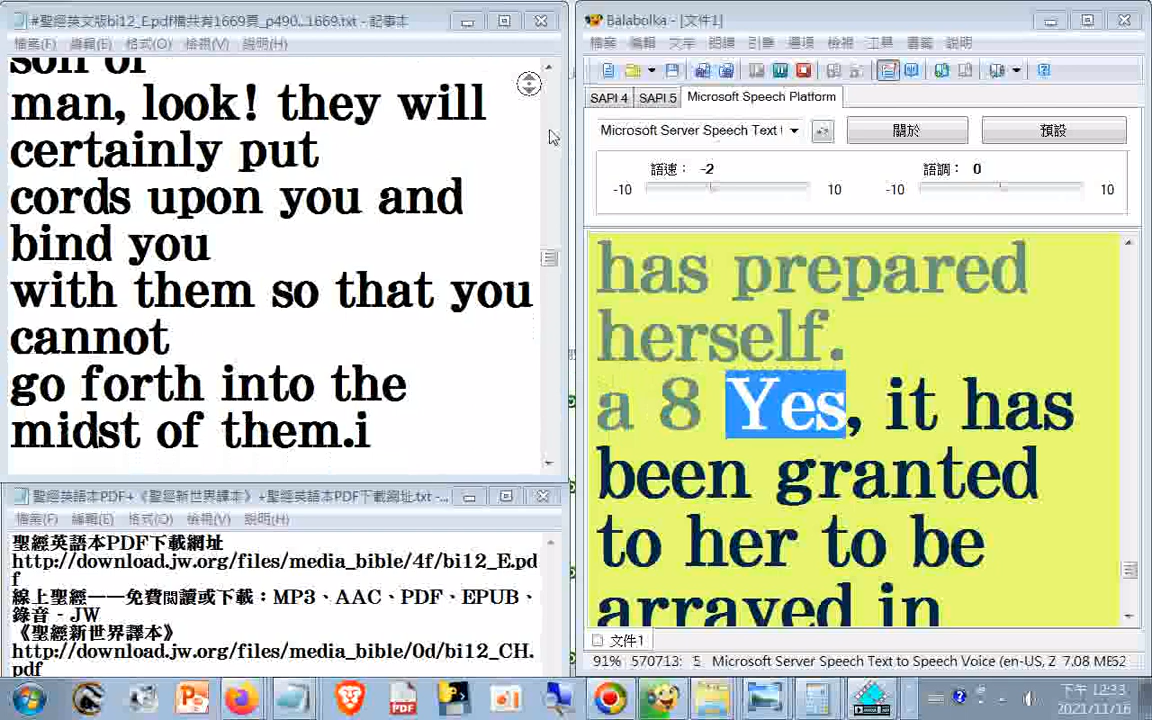 #聖經英文版bi12_E.pdf檔共有1669頁_p490...1669.txt - 記事本
檔案(F) 編輯(E) 格式(O) 檢視(V) 說明(H)
son of
man, look! they will
certainly put
cords upon you and
bind you
with them so that you
cannot
go forth into the
midst of them.i
聖經英語本PDF+《聖經新世界譯本》+聖經英語本PDF下載網址.txt - ...
檔案(F) 編輯(E) 格式(O) 檢視(V) 說明(H)
聖經英語本PDF下載網址
http://download.jw.org/files/media_bible/4f/bi12_E.pd
f
線上聖經——免費閱讀或下載：MP3、AAC、PDF、EPUB、
錄音 - JW
《聖經新世界譯本》
http://download.jw.org/files/media_bible/0d/bi12_CH.
pdf
Balabolka - [文件1]
檔案 編輯 文字 朗讀 引擎 選項 檢視 工具 書籤 說明
SAPI 4 SAPI 5 Microsoft Speech Platform
Microsoft Server Speech Text 關於 預設
語速： -2 語調： 0
-10 10 -10 10
has prepared
herself.
a 8 Yes, it has
been granted
to her to be
arrayed in
文件1
91% 570713: 5 Microsoft Server Speech Text to Speech Voice (en-US, Z 7.08 MB
PDF
下午 12:33
2021/11/16